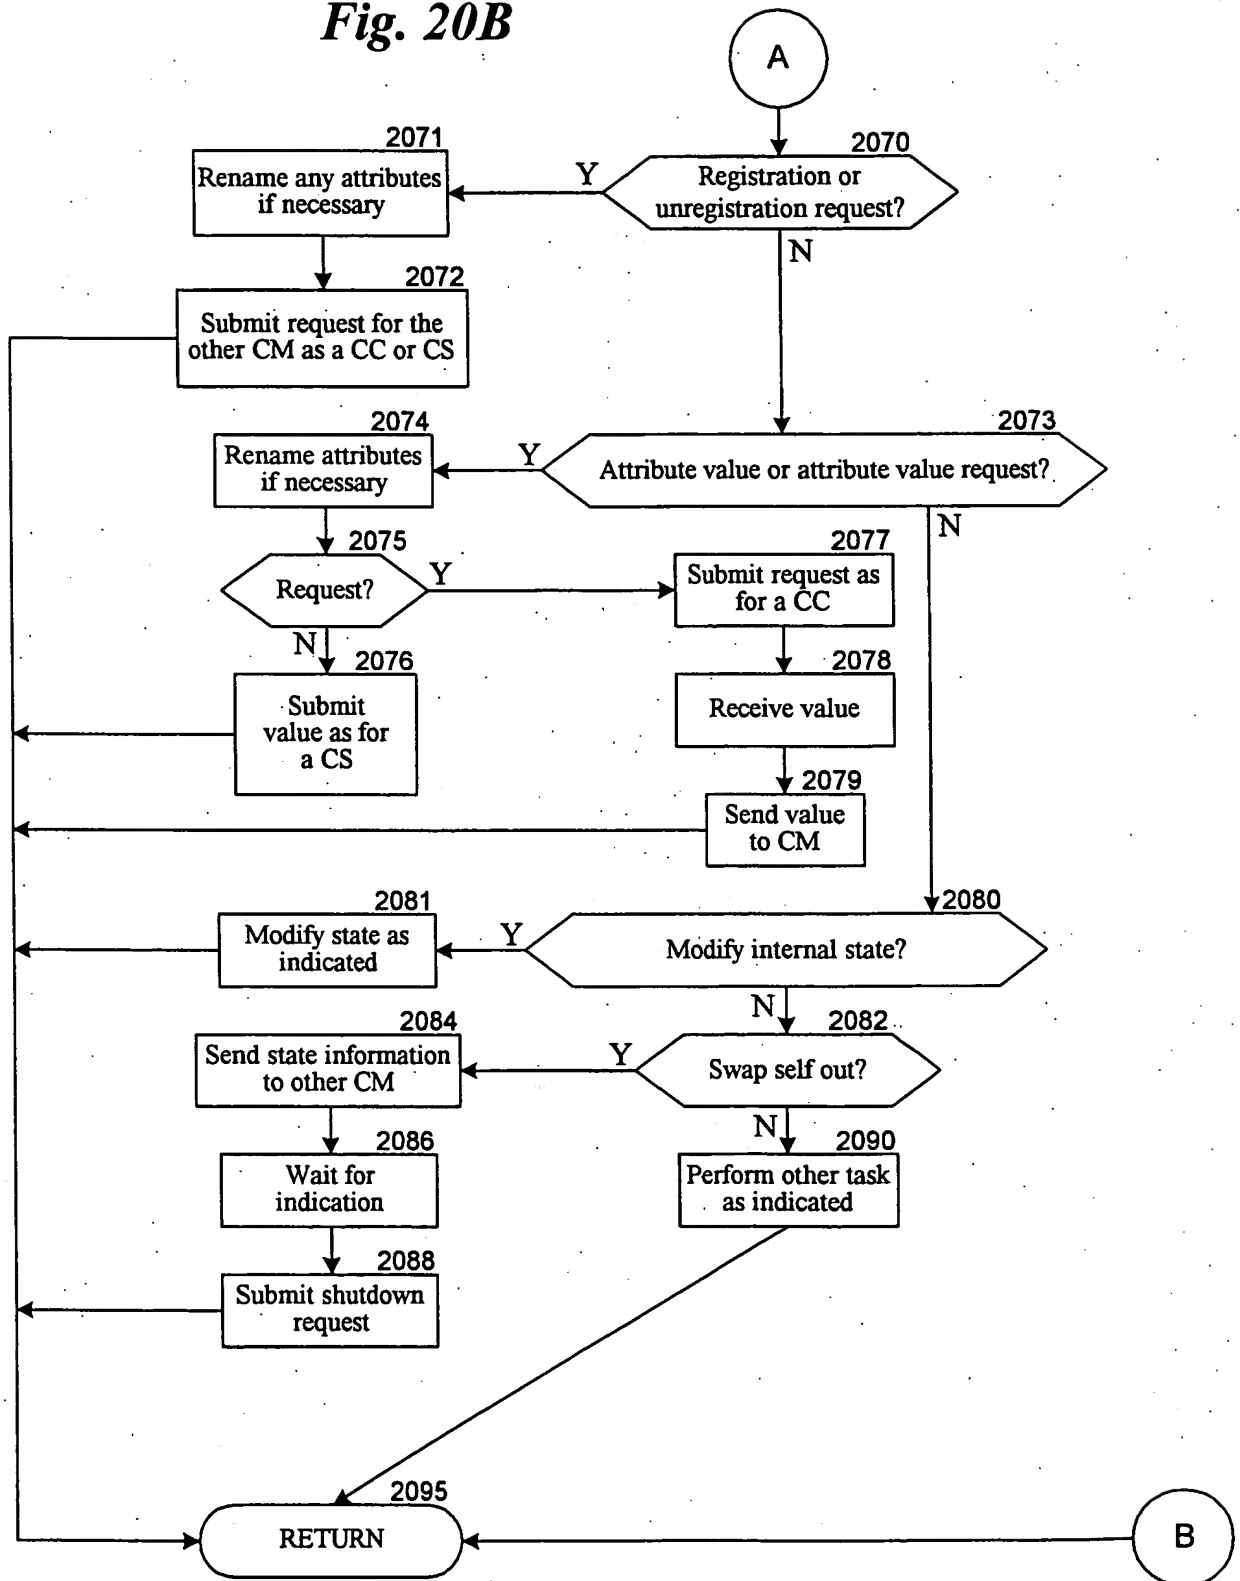 Fig. 20B
A
2070
Registration or
unregistration request?
Y
N
2071
Rename any attributes
if necessary
2072
Submit request for the
other CM as a CC or CS
2073
Attribute value or attribute value request?
Y
N
2074
Rename attributes
if necessary
2075
Request?
Y
N
2076
Submit
value as for
a CS
2077
Submit request as
for a CC
2078
Receive value
2079
Send value
to CM
2080
Modify internal state?
Y
N
2081
Modify state as
indicated
2082
Swap self out?
Y
N
2084
Send state information
to other CM
2086
Wait for
indication
2088
Submit shutdown
request
2090
Perform other task
as indicated
2095
RETURN
B